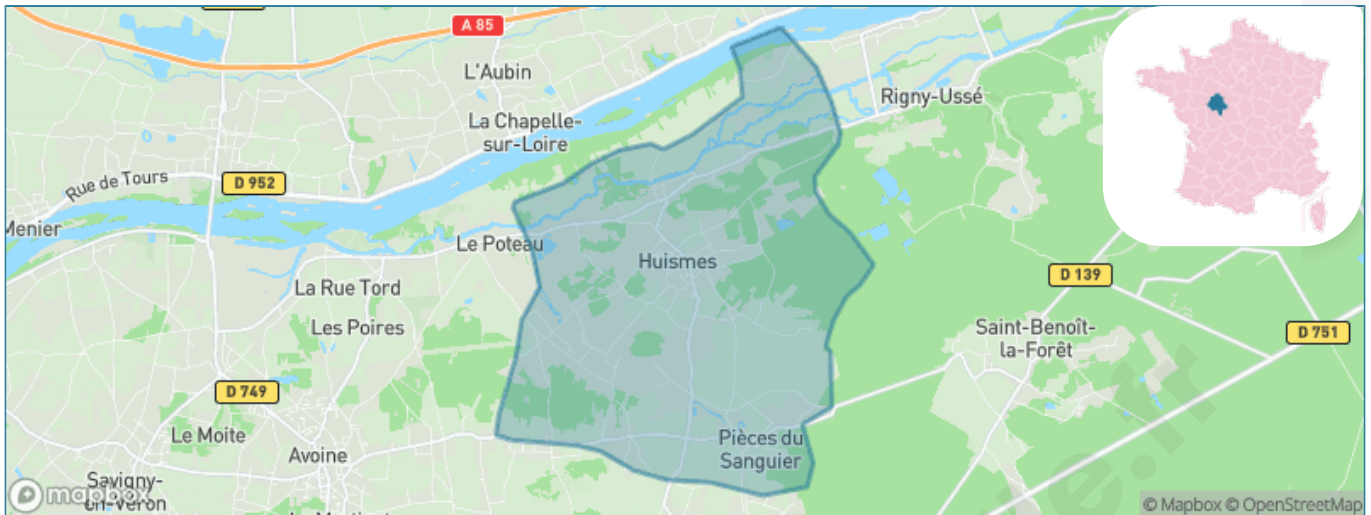 A 85
L'Aubin
La Chapelle-
sur-Loire
Rigny-Ussé
Rue de Tours
D 952
Menier
Le Poteau
Huismes
La Rue Tord
D 139
Les Poires
Saint-Benoît-
la-Forêt
D 751
D 749
Le Moite
Pièces du
Sanguier
Avoine
Savigny-
en-Véron
mapbox
© Mapbox © OpenStreetMap